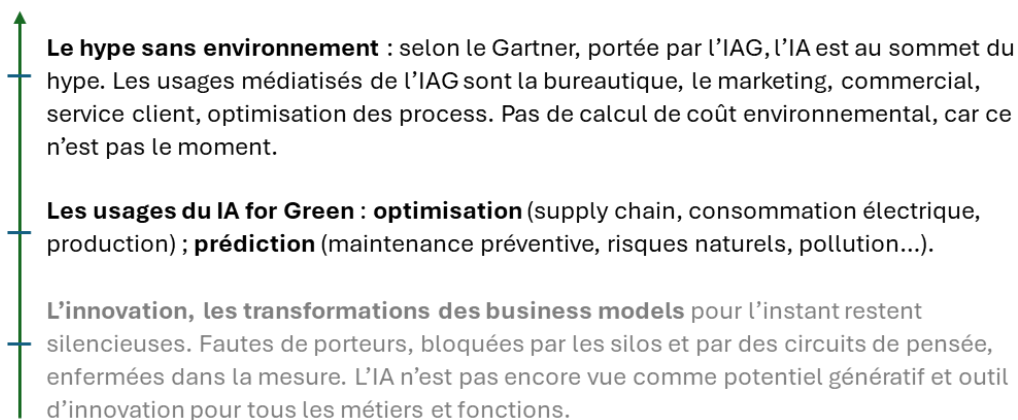 Le hype sans environnement : selon le Gartner, portée par l’IAG, l’IA est au sommet du
hype. Les usages médiatisés de l’IAG sont la bureautique, le marketing, commercial,
service client, optimisation des process. Pas de calcul de coût environnemental, car ce
n’est pas le moment.
Les usages du IA for Green : optimisation (supply chain, consommation électrique,
production) ; prédiction (maintenance préventive, risques naturels, pollution…).
L’innovation, les transformations des business models pour l’instant restent
silencieuses. Fautes de porteurs, bloquées par les silos et par des circuits de pensée,
enfermées dans la mesure. L’IA n’est pas encore vue comme potentiel génératif et outil
d’innovation pour tous les métiers et fonctions.